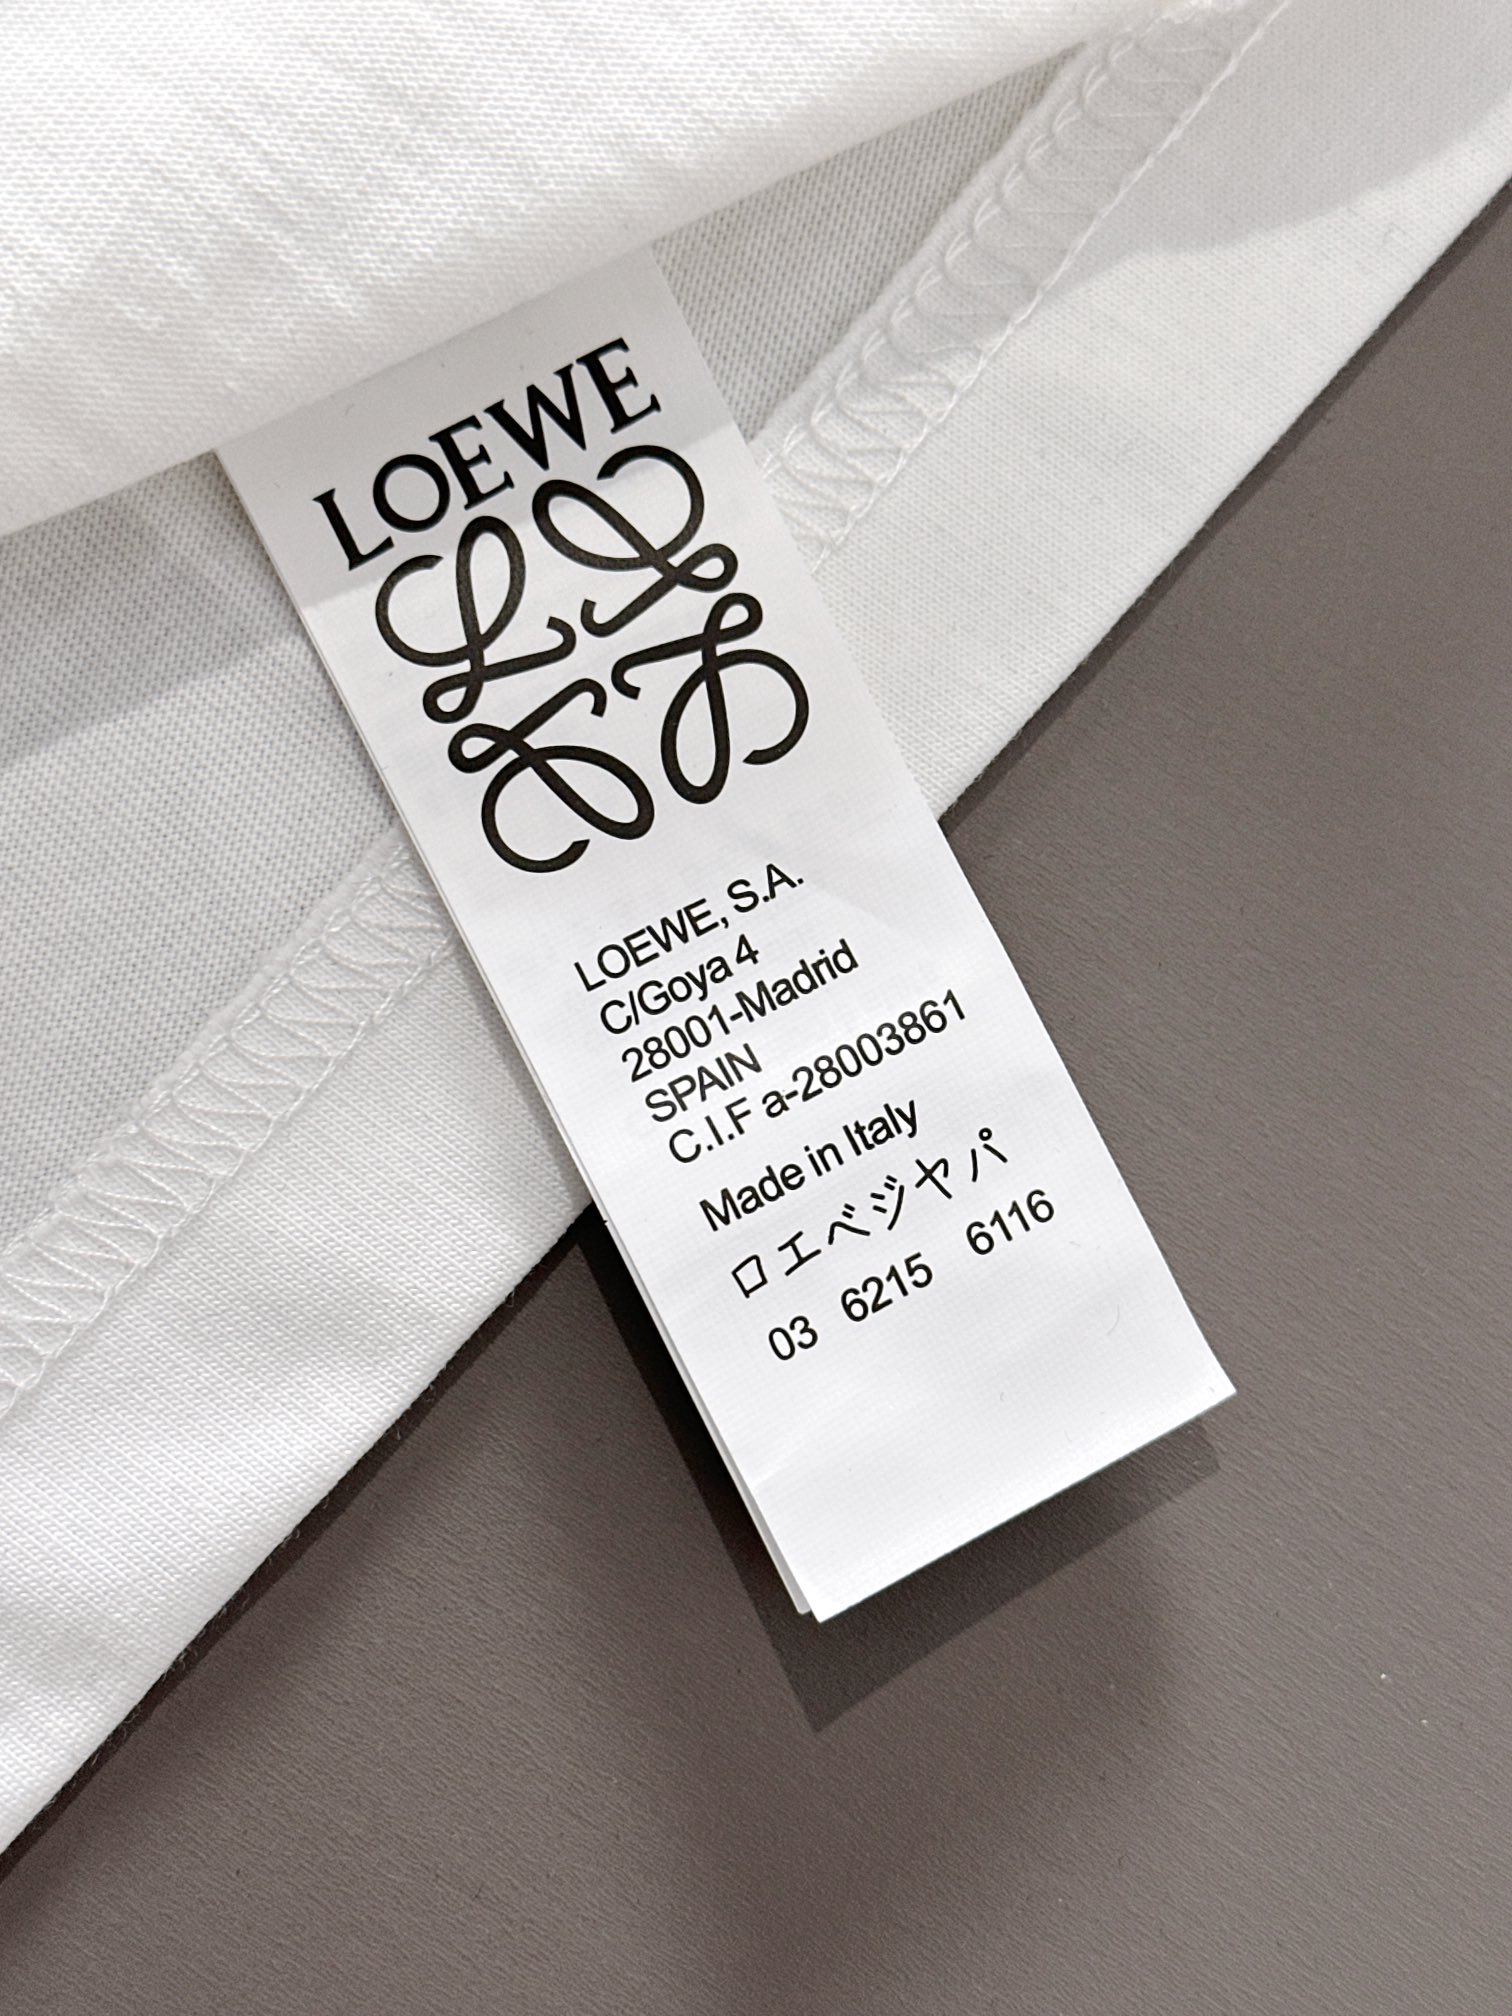 LOEWE
LOEWE, S.A.
C/Goya 4
28001-Madrid
SPAIN
C.I.F a-28003861
Made in Italy
ロエベジヤパ
03 6215 6116